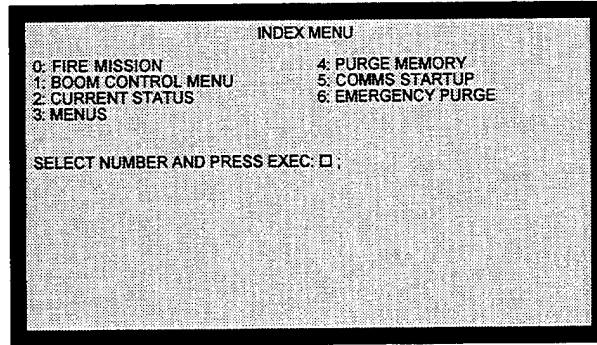 INDEX MENU
0: FIRE MISSION
1: BOOM CONTROL MENU
2: CURRENT STATUS
3: MENUS
4: PURGE MEMORY
5: COMMS STARTUP
6: EMERGENCY PURGE
SELECT NUMBER AND PRESS EXEC: □ ;